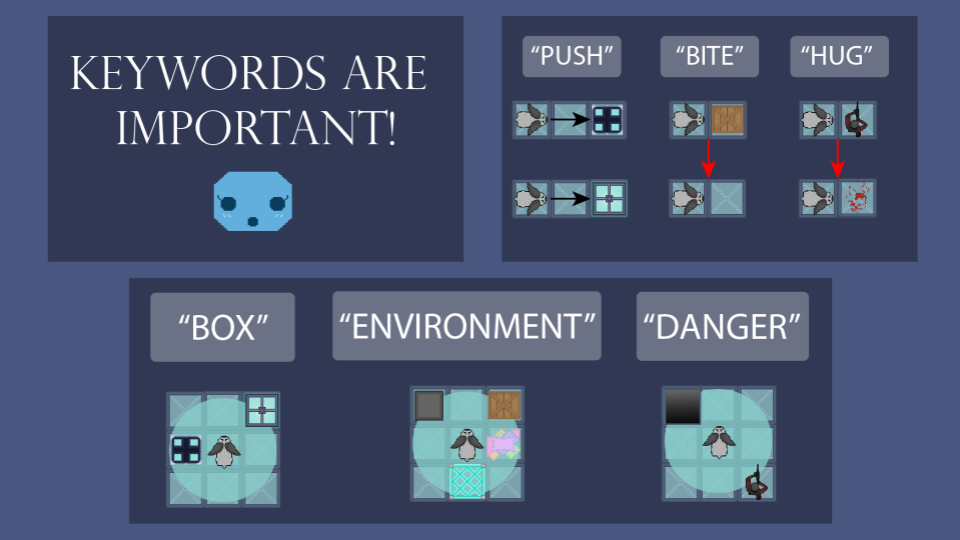 KEYWORDS ARE
IMPORTANT!
“PUSH”
“BITE”
“HUG”
“BOX”
“ENVIRONMENT”
“DANGER”